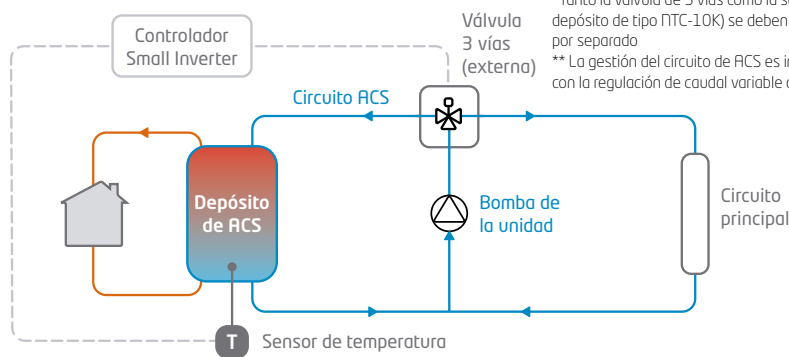 Controlador
Small Inverter
Válvula
3 vías
(externa)
depósito de tipo NTC-10K) se deben
por separado
** La gestión del circuito de ACS es
con la regulación de caudal variable
Circuito ACS
Depósito
de ACS
Bomba de
la unidad
Circuito
principal
T
Sensor de temperatura